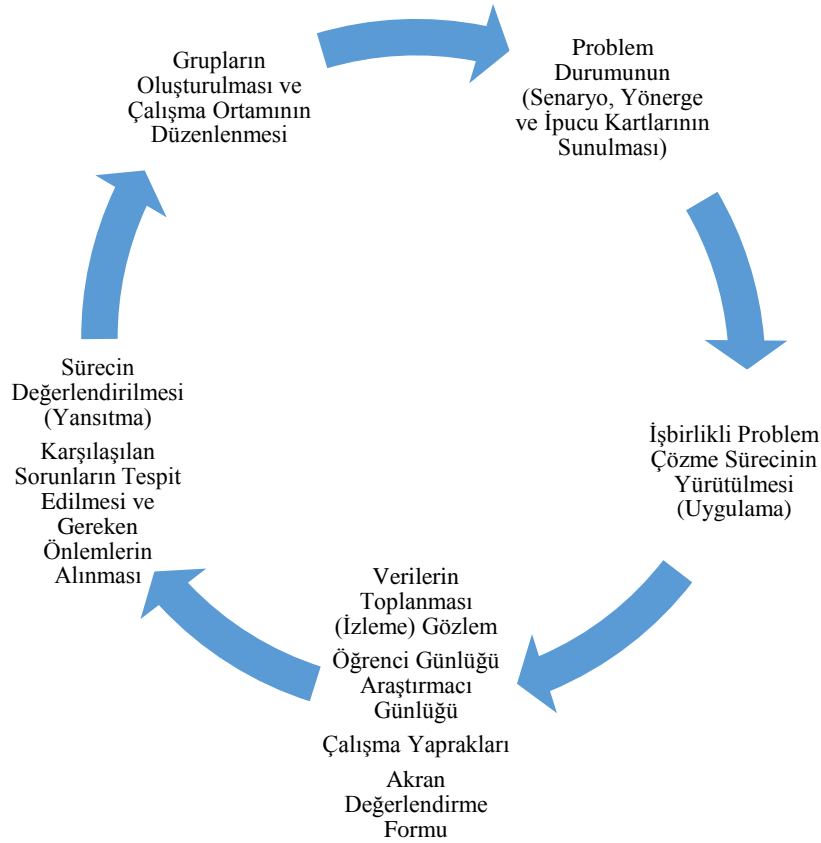 Grupların
Oluşturulması ve
Çalışma Ortamının
Düzenlenmesi
Problem
Durumunun
(Senaryo, Yönerge
ve İpucu Kartlarının
Sunulması)
İşbirlikli Problem
Çözme Sürecinin
Yürütülmesi
(Uygulama)
Verilerin
Toplanması
(İzleme) Gözlem
Öğrenci Günlüğü
Araştırmacı
Günlüğü
Çalışma Yaprakları
Akran
Değerlendirme
Formu
Sürecin
Değerlendirilmesi
(Yansıtma)
Karşılaşılan
Sorunların Tespit
Edilmesi ve
Gereken
Önlemlerin
Alınması